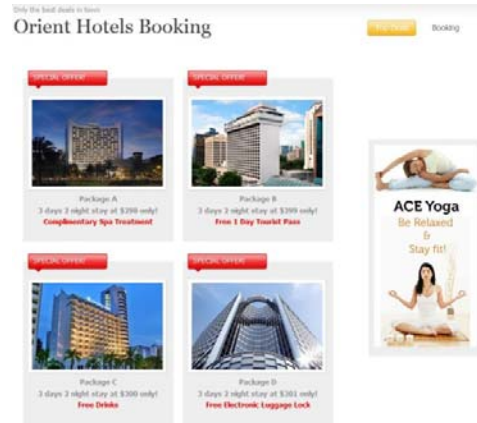 Only the best deals in town
Orient Hotels Booking
Booking
SPECIAL OFFER!
SPECIAL OFFER!
Package A
3 days 2 night stay at only!
Complimentary Spa Treatment
Package B
3 days 2 night stay at $399 only!
Free 1 Day Tourist Pass
ACE Yoga
Be Relaxed
&
Stay fit!
SPECIAL OFFER!
SPECIAL OFFER!
Package C
3 days 2 night stay at $300 only!
Free Drinks
Package D
3 days 2 night stay at $301 only!
Free Electronic Luggage Lock